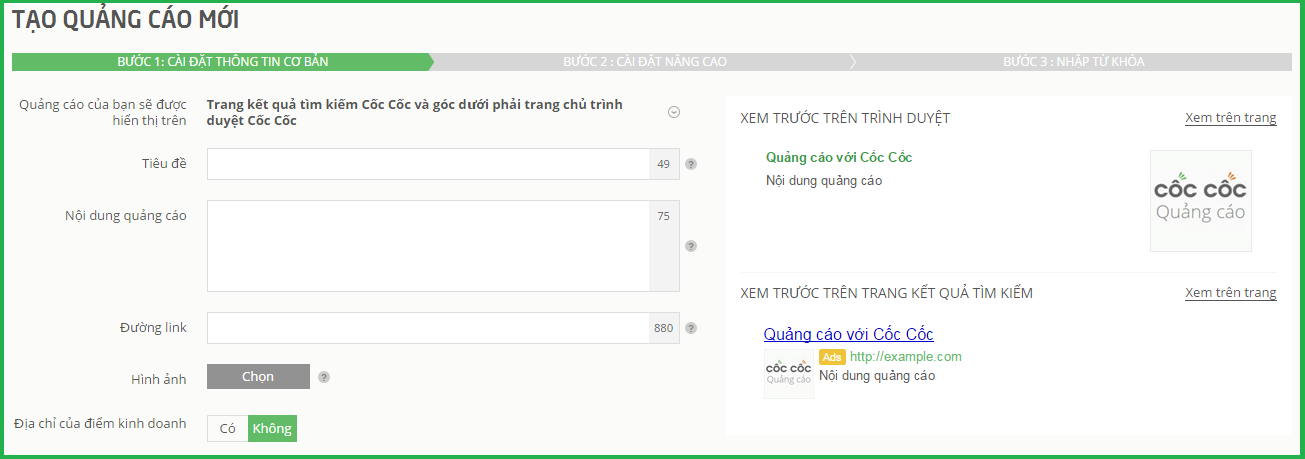 TẠO QUẢNG CÁO MỚI
BƯỚC 1: CÀI ĐẶT THÔNG TIN CƠ BẢN
BƯỚC 2 : CÀI ĐẶT NÂNG CAO
BƯỚC 3 : NHẬP TỪ KHÓA
Quảng cáo của bạn sẽ được
hiển thị trên
Trang kết quả tìm kiếm Cốc Cốc và góc dưới phải trang chủ trình
duyệt Cốc Cốc
Tiêu đề
49
?
Nội dung quảng cáo
75
?
Đường link
880
?
Hình ảnh
Chọn
?
Địa chỉ của điểm kinh doanh
Có
Không
XEM TRƯỚC TRÊN TRÌNH DUYỆT
Xem trên trang
Quảng cáo với Cốc Cốc
Nội dung quảng cáo
cốc cốc
Quảng cáo
XEM TRƯỚC TRÊN TRANG KẾT QUẢ TÌM KIẾM
Xem trên trang
Quảng cáo với Cốc Cốc
cốc cốc
Quảng cáo
Ads http://example.com
Nội dung quảng cáo